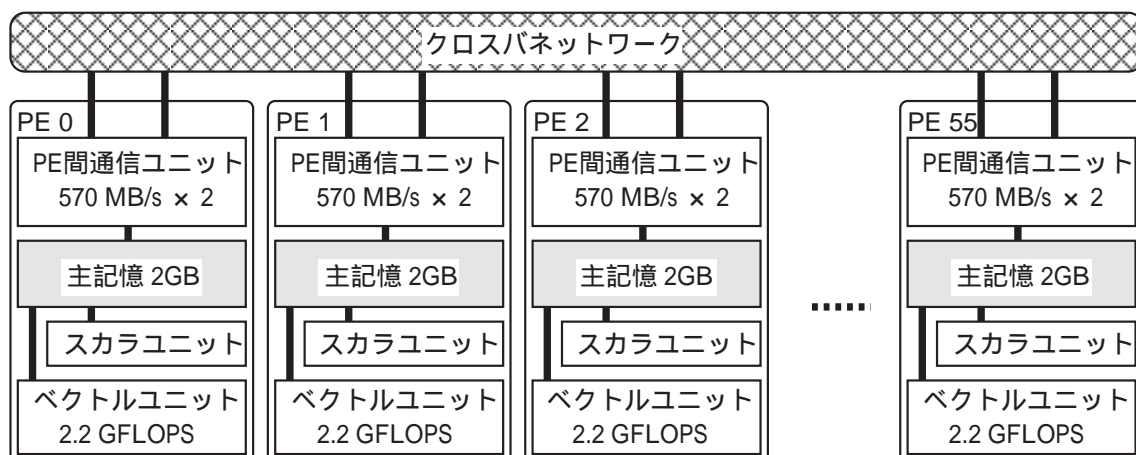 クロスバネットワーク
PE 0
PE間通信ユニット
570 MB/s × 2
主記憶 2GB
スカラユニット
ベクトルユニット
2.2 GFLOPS
PE 1
PE間通信ユニット
570 MB/s × 2
主記憶 2GB
スカラユニット
ベクトルユニット
2.2 GFLOPS
PE 2
PE間通信ユニット
570 MB/s × 2
主記憶 2GB
スカラユニット
ベクトルユニット
2.2 GFLOPS
PE 55
PE間通信ユニット
570 MB/s × 2
主記憶 2GB
スカラユニット
ベクトルユニット
2.2 GFLOPS